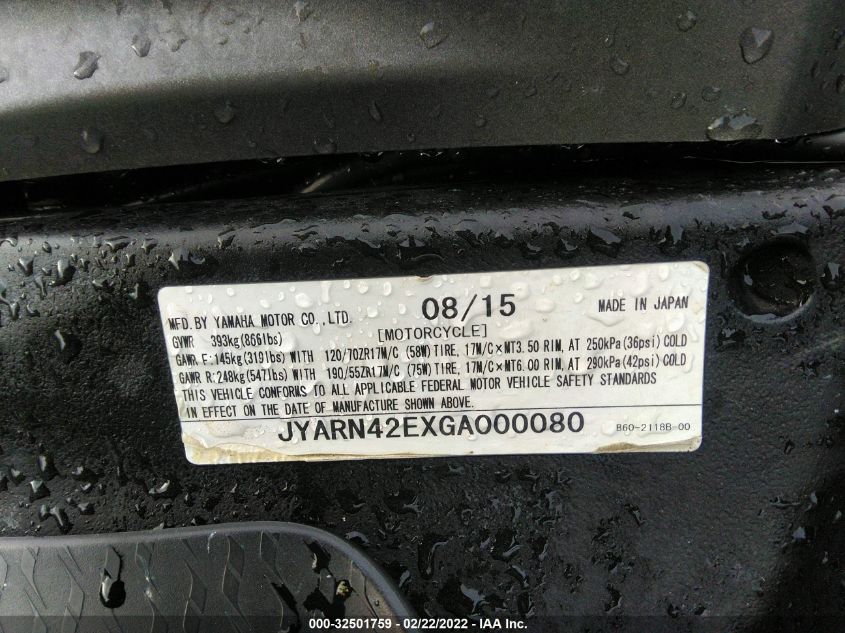 MFD. BY YAMAHA MOTOR CO., LTD. 08/15 MADE IN JAPAN
GVWR 393kg(866lbs) [MOTORCYCLE]
GAWR F:145kg(319lbs) WITH 120/70ZR17M/C (58W) TIRE, 17M/C×MT3.50 RIM, AT 250kPa(36psi) COLD
GAWR R:248kg(547lbs) WITH 190/55ZR17M/C (75W) TIRE, 17M/C×MT6.00 RIM, AT 290kPa(42psi) COLD
THIS VEHICLE CONFORMS TO ALL APPLICABLE FEDERAL MOTOR VEHICLE SAFETY STANDARDS
IN EFFECT ON THE DATE OF MANUFACTURE SHOWN ABOVE.
JYARN42EXGA000080 B60-2118B-00
000-32501759 - 02/22/2022 - IAAI.com